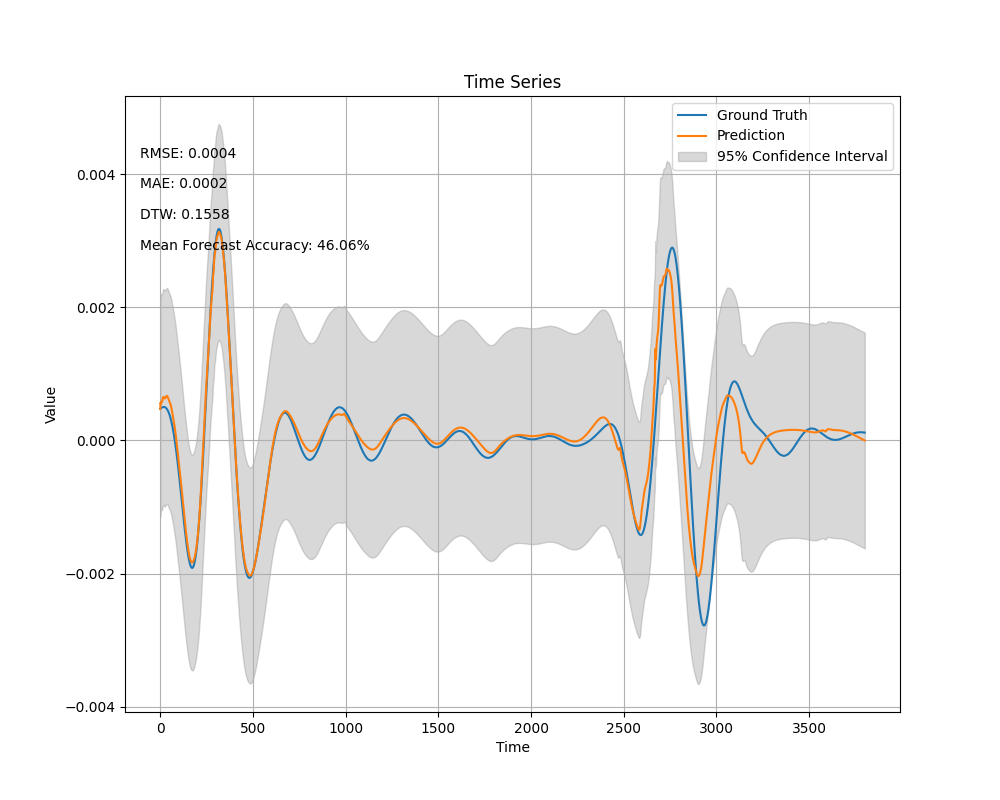 Time Series
Ground Truth
Prediction
95% Confidence Interval
RMSE: 0.0004
MAE: 0.0002
DTW: 0.1558
Mean Forecast Accuracy: 46.06%
0.004
0.002
0.000
−0.002
−0.004
Value
0 500 1000 1500 2000 2500 3000 3500
Time